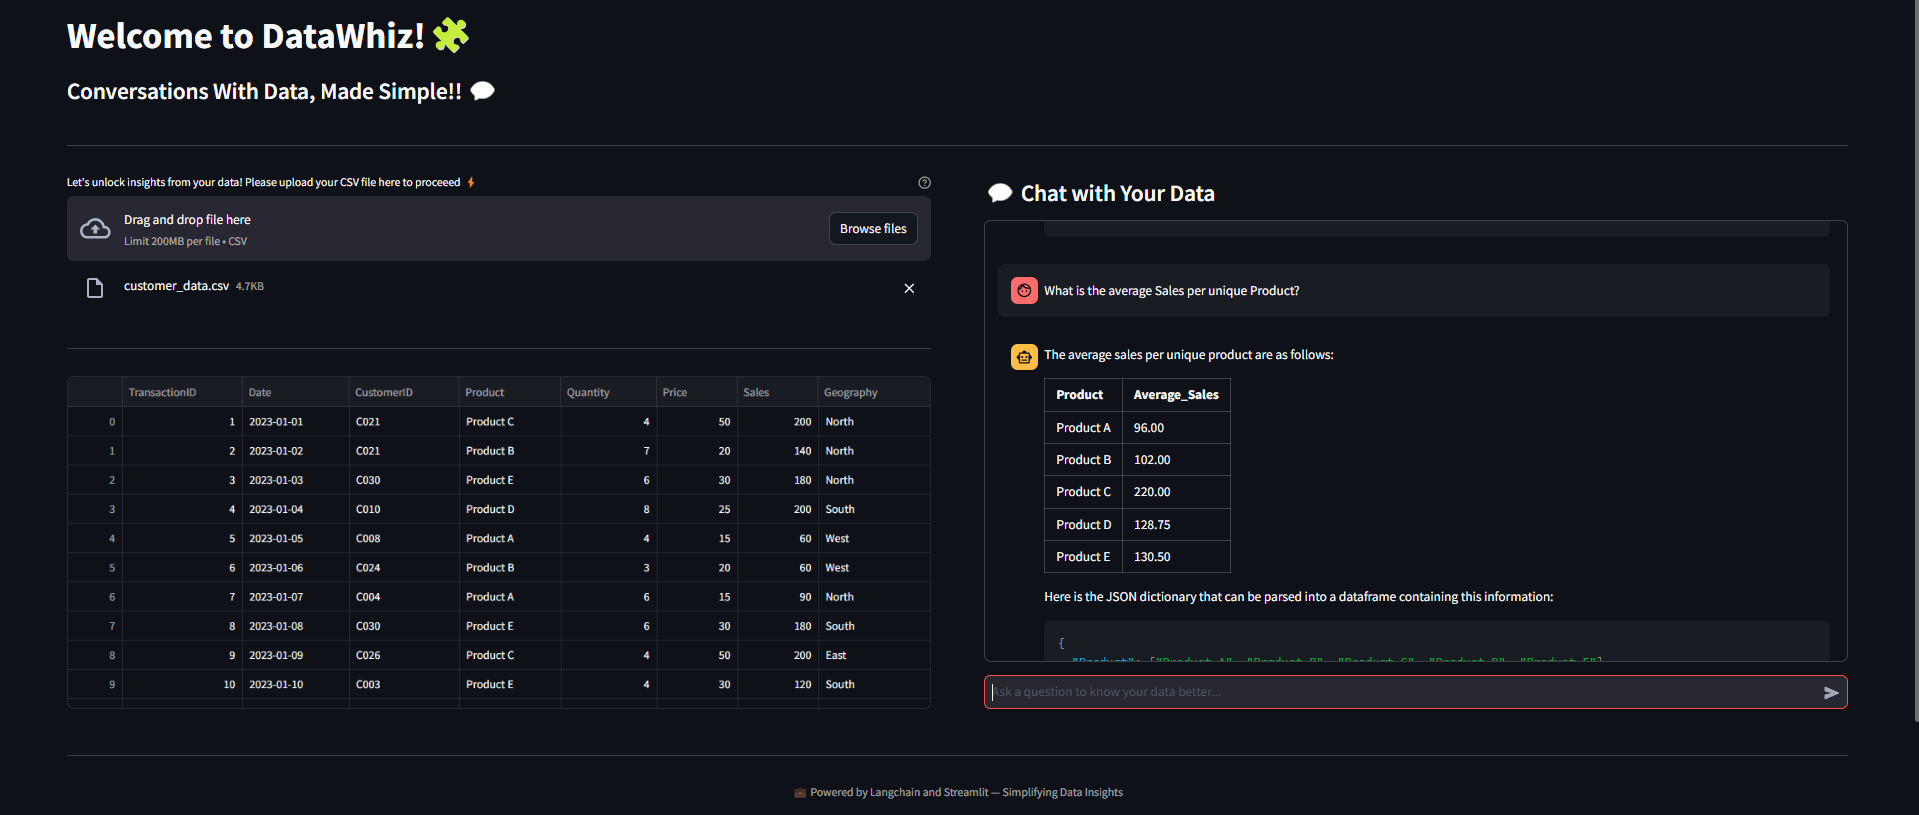 Welcome to DataWhiz!
Conversations With Data, Made Simple!!
Let's unlock insights from your data! Please upload your CSV file here to proceeed
Drag and drop file here
Limit 200MB per file • CSV
Browse files
customer_data.csv 4.7KB
TransactionID Date CustomerID Product Quantity Price Sales Geography
0 1 2023-01-01 C021 Product C 4 50 200 North
1 2 2023-01-02 C021 Product B 7 20 140 North
2 3 2023-01-03 C030 Product E 6 30 180 North
3 4 2023-01-04 C010 Product D 8 25 200 South
4 5 2023-01-05 C008 Product A 4 15 60 West
5 6 2023-01-06 C024 Product B 3 20 60 West
6 7 2023-01-07 C004 Product A 6 15 90 North
7 8 2023-01-08 C030 Product E 6 30 180 South
8 9 2023-01-09 C026 Product C 4 50 200 East
9 10 2023-01-10 C003 Product E 4 30 120 South
Chat with Your Data
What is the average Sales per unique Product?
The average sales per unique product are as follows:
Product Average_Sales
Product A 96.00
Product B 102.00
Product C 220.00
Product D 128.75
Product E 130.50
Here is the JSON dictionary that can be parsed into a dataframe containing this information:
{
"Product": ["Product A", "Product B", "Product C", "Product D", "Product E"]
Ask a question to know your data better...
Powered by Langchain and Streamlit — Simplifying Data Insights